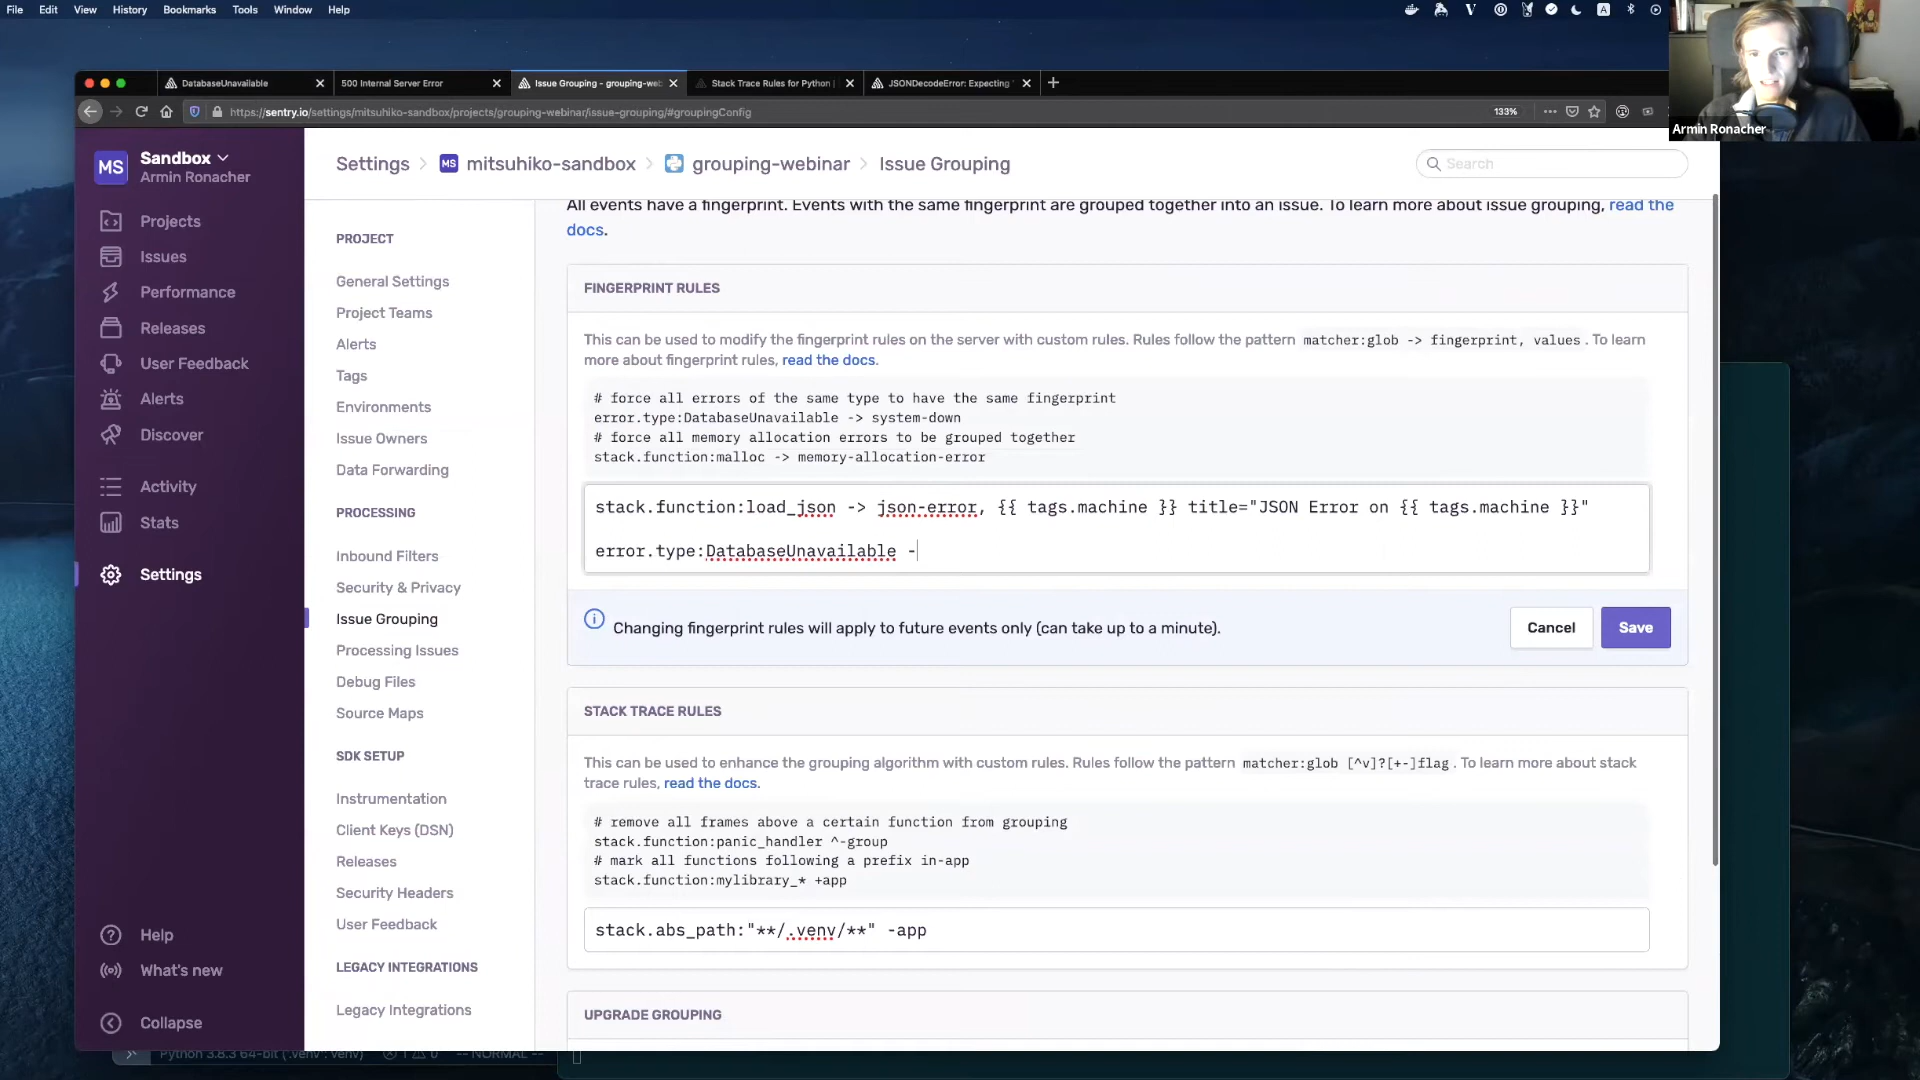 File Edit View History Bookmarks Tools Window Help
DatabaseUnavailable
500 Internal Server Error
Issue Grouping - grouping-web
Stack Trace Rules for Python |
JSONDecodeError: Expecting '
https://sentry.io/settings/mitsuhiko-sandbox/projects/grouping-webinar/issue-grouping/#groupingConfig
133%
Armin Ronacher
MS
Sandbox
Armin Ronacher
Projects
Issues
Performance
Releases
User Feedback
Alerts
Discover
Activity
Stats
Settings
Help
What's new
Collapse
Settings > MS mitsuhiko-sandbox > grouping-webinar > Issue Grouping
Search
PROJECT
General Settings
Project Teams
Alerts
Tags
Environments
Issue Owners
Data Forwarding
PROCESSING
Inbound Filters
Security & Privacy
Issue Grouping
Processing Issues
Debug Files
Source Maps
SDK SETUP
Instrumentation
Client Keys (DSN)
Releases
Security Headers
User Feedback
LEGACY INTEGRATIONS
Legacy Integrations
All events have a fingerprint. Events with the same fingerprint are grouped together into an issue. To learn more about issue grouping, read the
docs.
FINGERPRINT RULES
This can be used to modify the fingerprint rules on the server with custom rules. Rules follow the pattern matcher:glob -> fingerprint, values. To learn
more about fingerprint rules, read the docs.
# force all errors of the same type to have the same fingerprint
error.type:DatabaseUnavailable -> system-down
# force all memory allocation errors to be grouped together
stack.function:malloc -> memory-allocation-error
stack.function:load_json -> json-error, {{ tags.machine }} title="JSON Error on {{ tags.machine }}"
error.type:DatabaseUnavailable -
Changing fingerprint rules will apply to future events only (can take up to a minute).
Cancel
Save
STACK TRACE RULES
This can be used to enhance the grouping algorithm with custom rules. Rules follow the pattern matcher:glob [^v]?[+-]flag. To learn more about stack
trace rules, read the docs.
# remove all frames above a certain function from grouping
stack.function:panic_handler ^-group
# mark all functions following a prefix in-app
stack.function:mylibrary_* +app
stack.abs_path:"**/.venv/**" -app
UPGRADE GROUPING
Python 3.8.3 64-bit ('.venv': venv)
-- NORMAL --